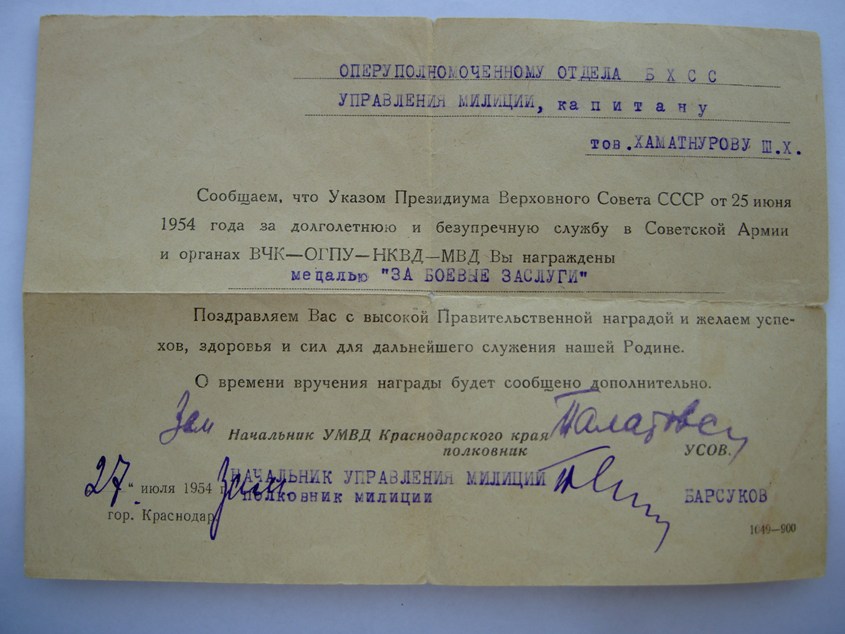 ОПЕРУПОЛНОМОЧЕННОМУ ОТДЕЛА Б Х С С
УПРАВЛЕНИЯ МИЛИЦИИ, к а п и т а н у
тов.ХАМАТНУРОВУ Ш.Х.
Сообщаем, что Указом Президиума Верховного Совета СССР от 25 июня
1954 года за долголетнюю и безупречную службу в Советской Армии
и органах ВЧК—ОГПУ—НКВД—МВД Вы награждены
медалью "ЗА БОЕВЫЕ ЗАСЛУГИ"
Поздравляем Вас с высокой Правительственной наградой и желаем успе-
хов, здоровья и сил для дальнейшего служения нашей Родине.
О времени вручения награды будет сообщено дополнительно.
Зам
Начальник УМВД Краснодарского края
полковник УСОВ.
27 " июля 1954 г. Зам. НАЧАЛЬНИК УПРАВЛЕНИЯ МИЛИЦИИ
ПОЛКОВНИК МИЛИЦИИ БАРСУКОВ
гор. Краснодар.
1049—900